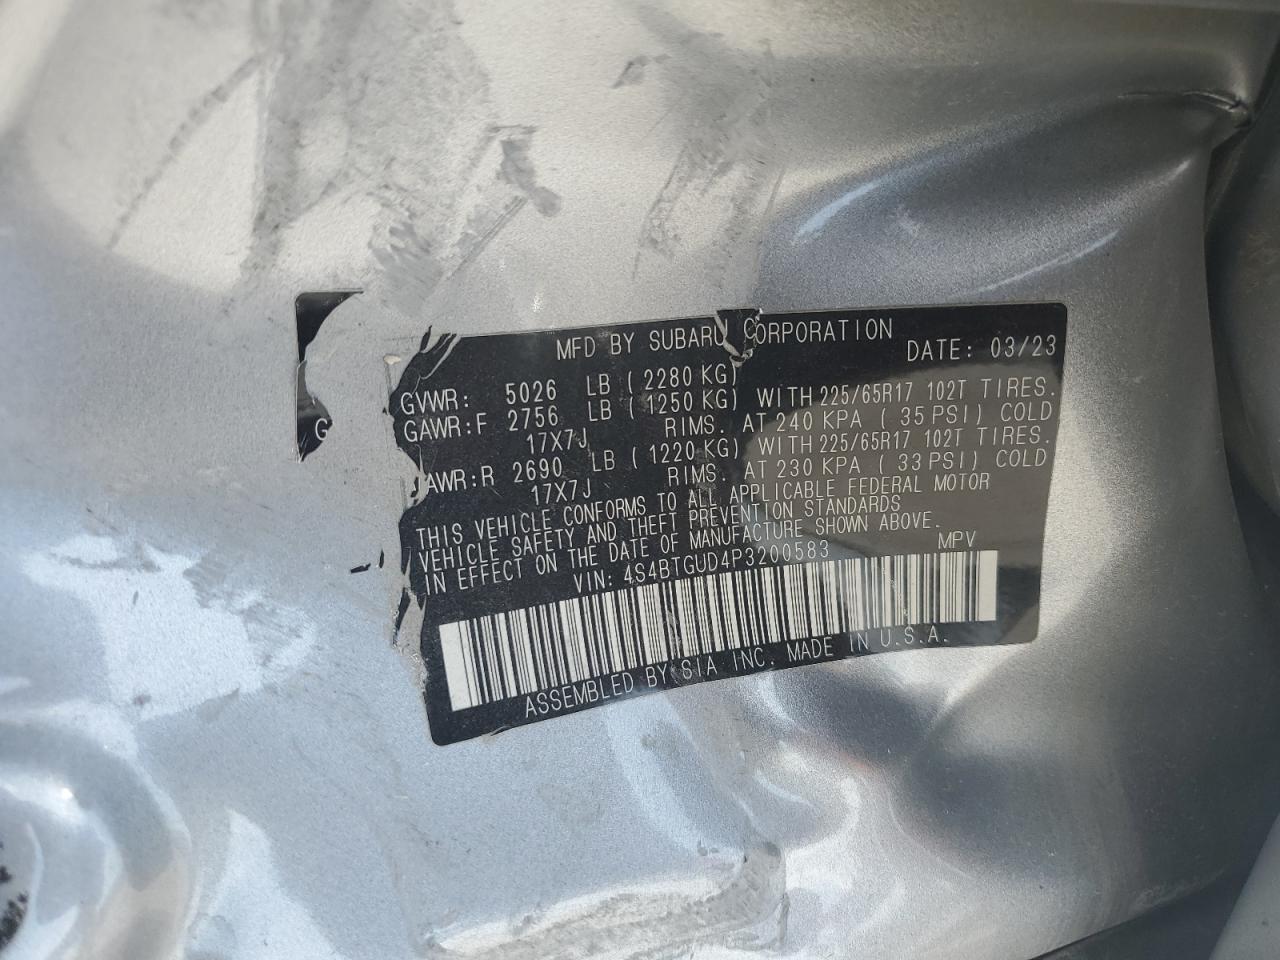 MFD BY SUBARU CORPORATION
DATE: 03/23
GVWR: 5026 LB ( 2280 KG)
GAWR:F 2756 LB ( 1250 KG) WITH 225/65R17 102T TIRES.
17X7J RIMS. AT 240 KPA ( 35 PSI) COLD
AWR:R 2690 LB ( 1220 KG) WITH 225/65R17 102T TIRES.
17X7J RIMS. AT 230 KPA ( 33 PSI) COLD
G
THIS VEHICLE CONFORMS TO ALL APPLICABLE FEDERAL MOTOR
VEHICLE SAFETY AND THEFT PREVENTION STANDARDS
IN EFFECT ON THE DATE OF MANUFACTURE SHOWN ABOVE.
VIN: 4S4BTGUD4P3200583 MPV
ASSEMBLED BY SIA INC. MADE IN U.S.A.